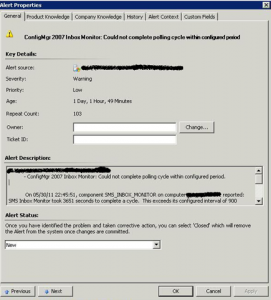 Alert Properties
General
Product Knowledge
Company Knowledge
History
Alert Context
Custom Fields
ConfigMgr 2007 Inbox Monitor: Could not complete polling cycle within configured period
Key Details:
Alert source:
Severity: Warning
Priority: Low
Age: 1 Day, 1 Hour, 49 Minutes
Repeat Count: 103
Owner:
Change...
Ticket ID:
Alert Description:
- ConfigMgr 2007 Inbox Monitor: Could not complete polling cycle within configured period.
On 05/30/11 22:45:51, component SMS_INBOX_MONITOR on computer reported:
SMS Inbox Monitor took 3681 seconds to complete a cycle. This exceeds its configured interval of 900
Alert Status:
Once you have identified the problem and taken corrective action, you can select 'Closed' which will remove
the Alert from the system once changes are committed.
New
Previous
Next
OK
Cancel
Apply